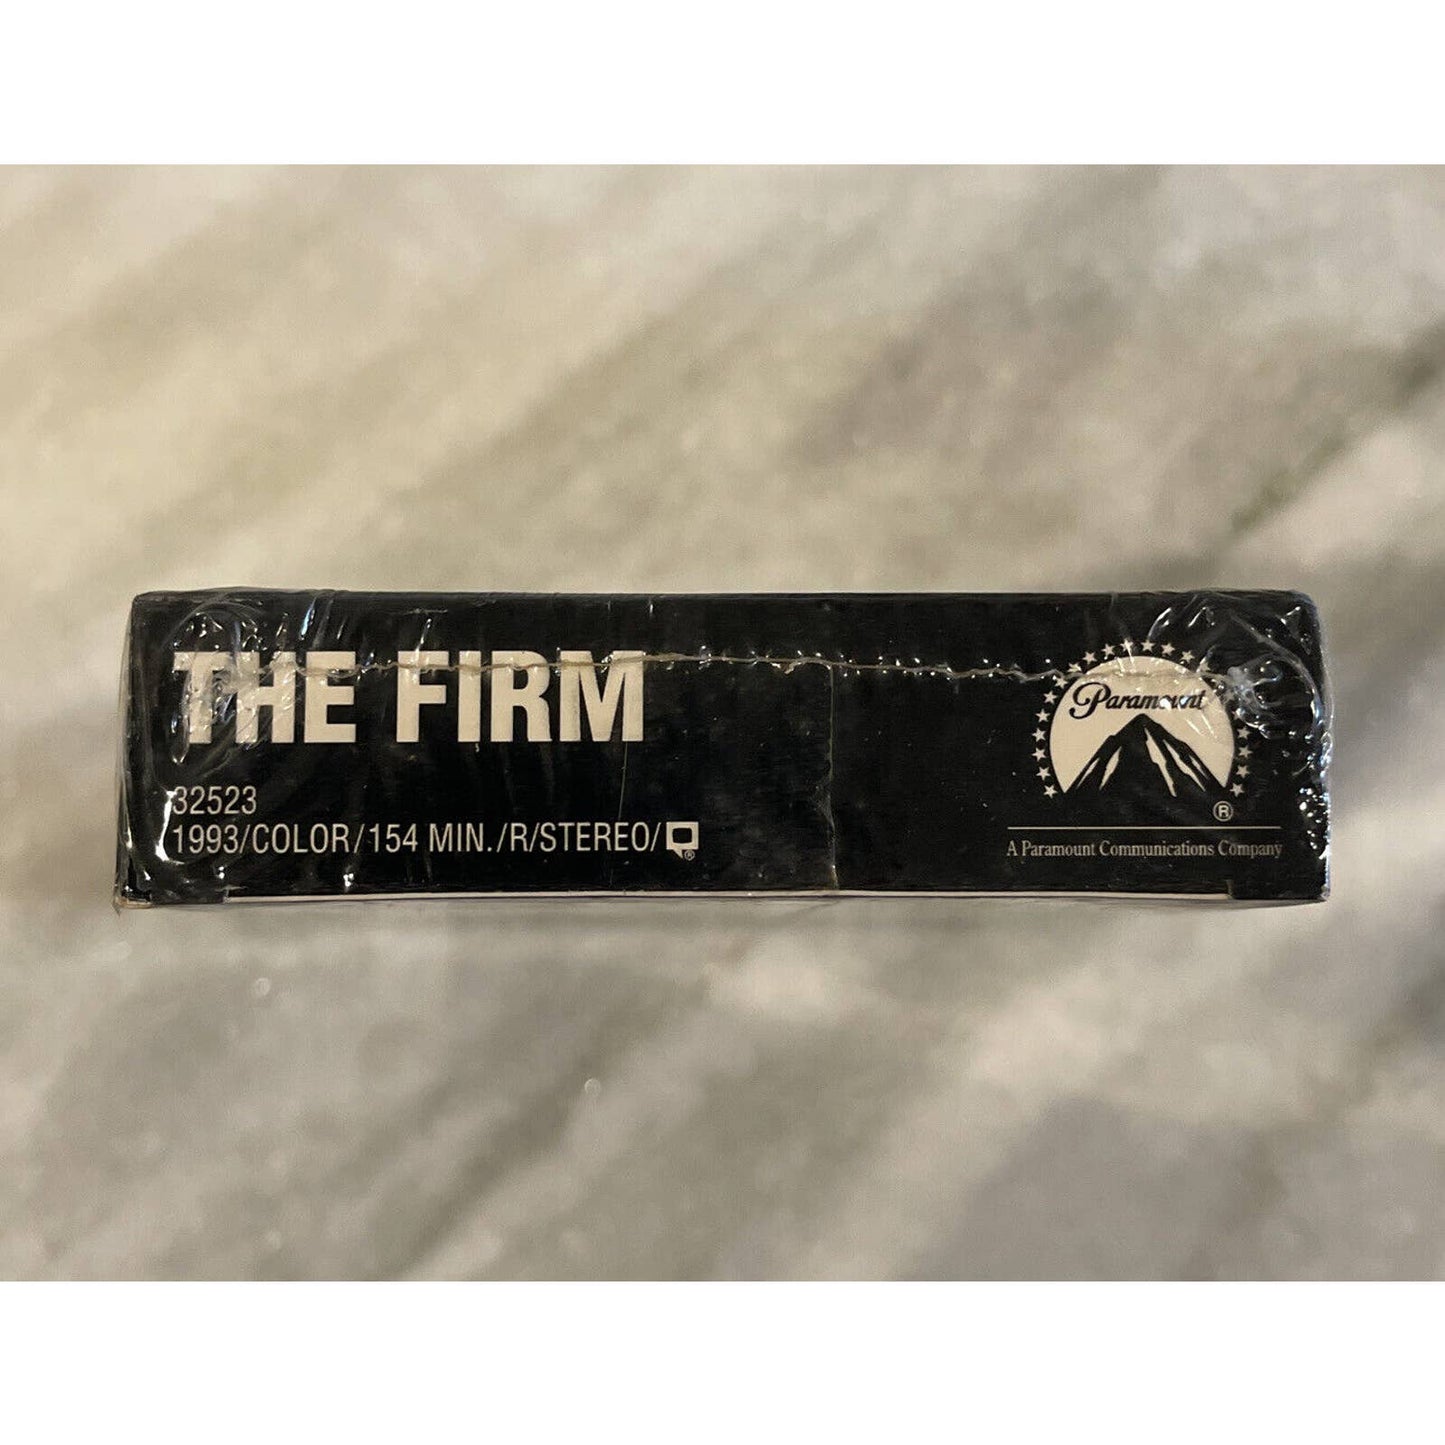 THE FIRM
32523
1993/COLOR/154 MIN./R/STEREO/
®
Paramount
®
A Paramount Communications Company